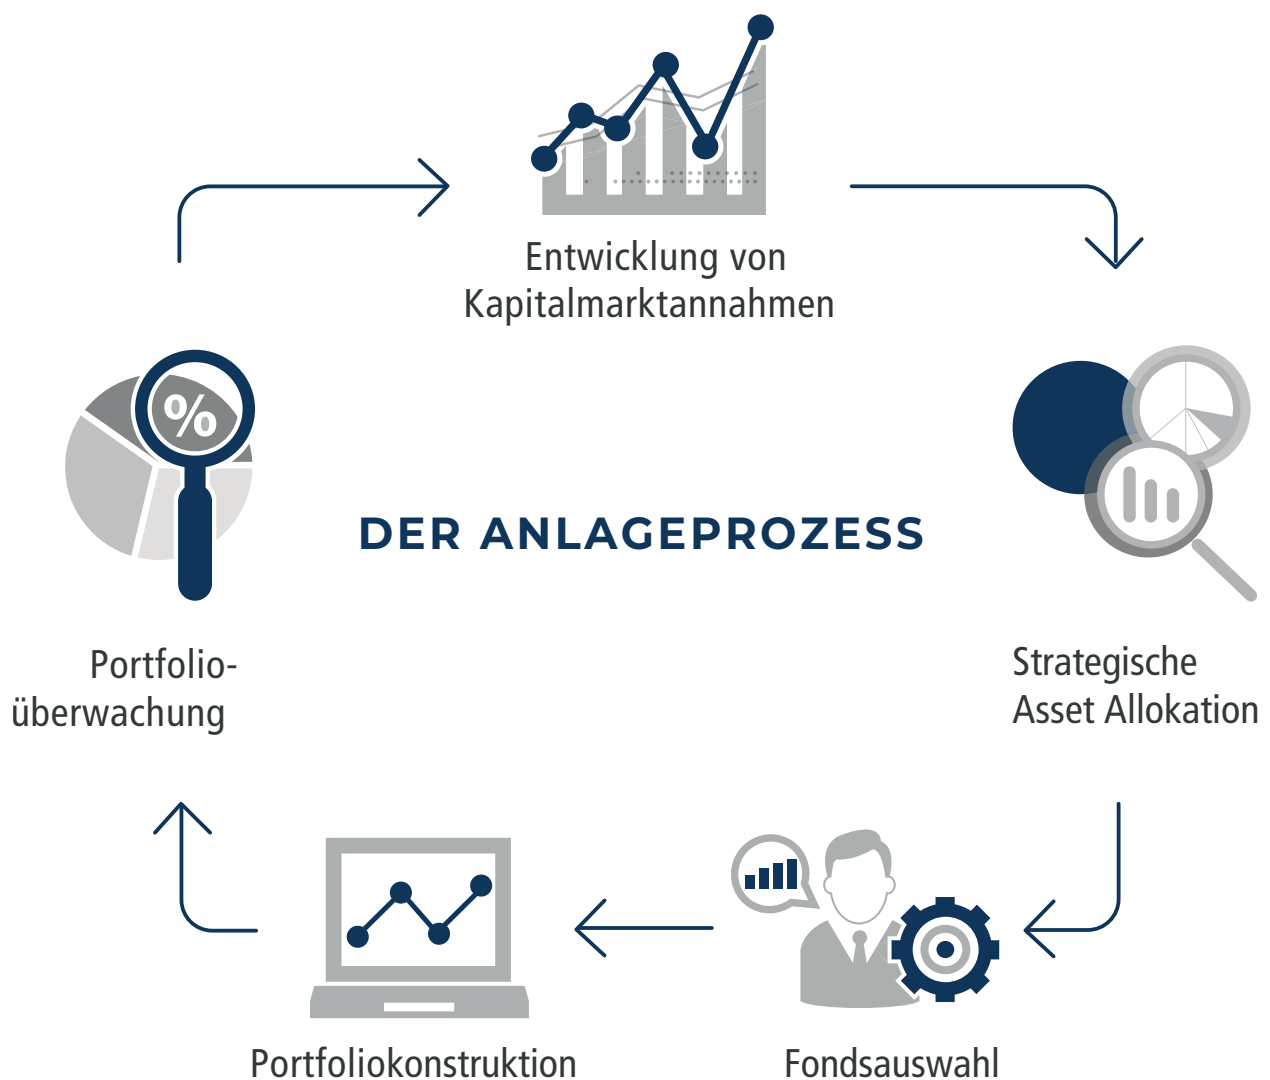 Entwicklung von
Kapitalmarktannahmen
%
DER ANLAGEPROZESS
Strategische
Asset Allokation
Portfolio-
überwachung
Portfoliokonstruktion
Fondsauswahl